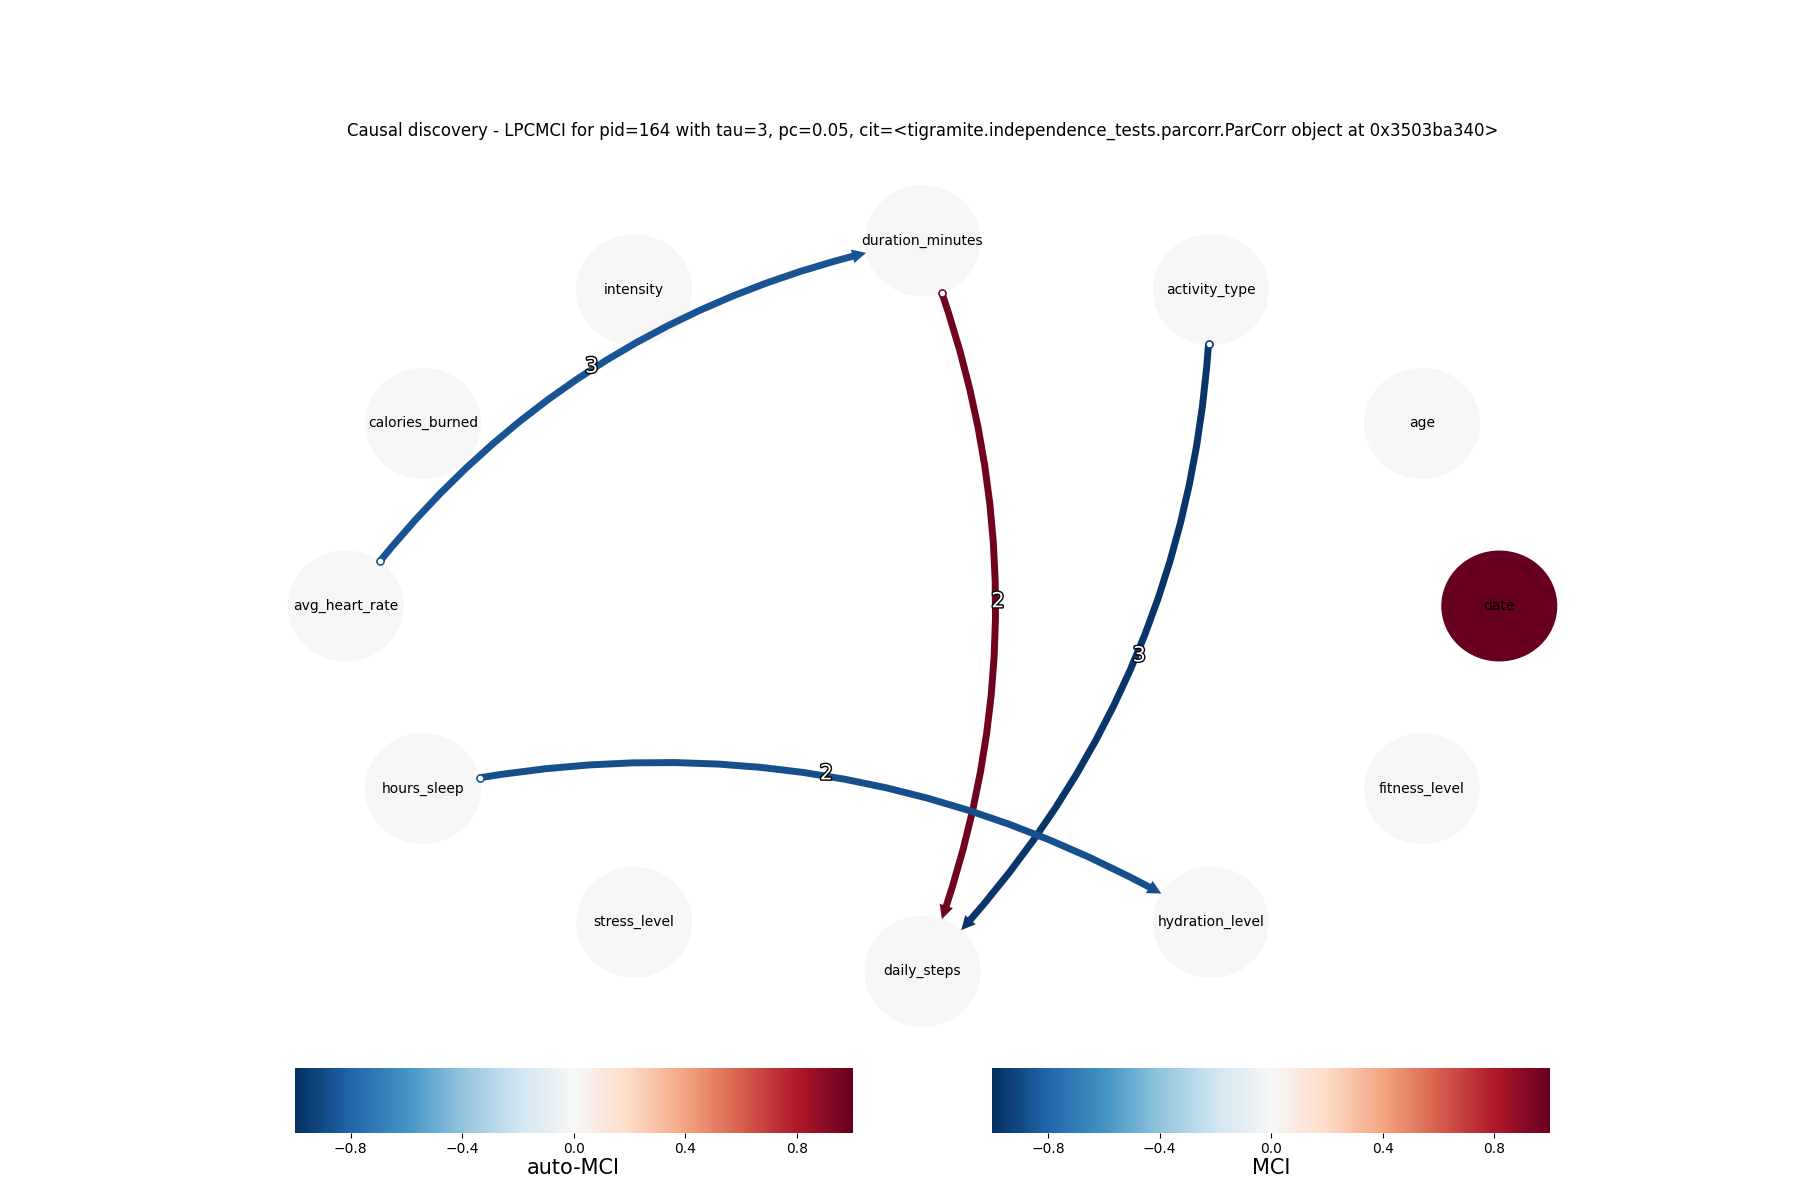 Causal discovery - LPCMCI for pid=164 with tau=3, pc=0.05, cit=<tigramite.independence_tests.parcorr.ParCorr object at 0x3503ba340>
duration_minutes
intensity
activity_type
3
calories_burned
age
avg_heart_rate
2
date
3
hours_sleep
2
fitness_level
stress_level
hydration_level
daily_steps
−0.8 −0.4 0.0 0.4 0.8
auto-MCI
−0.8 −0.4 0.0 0.4 0.8
MCI